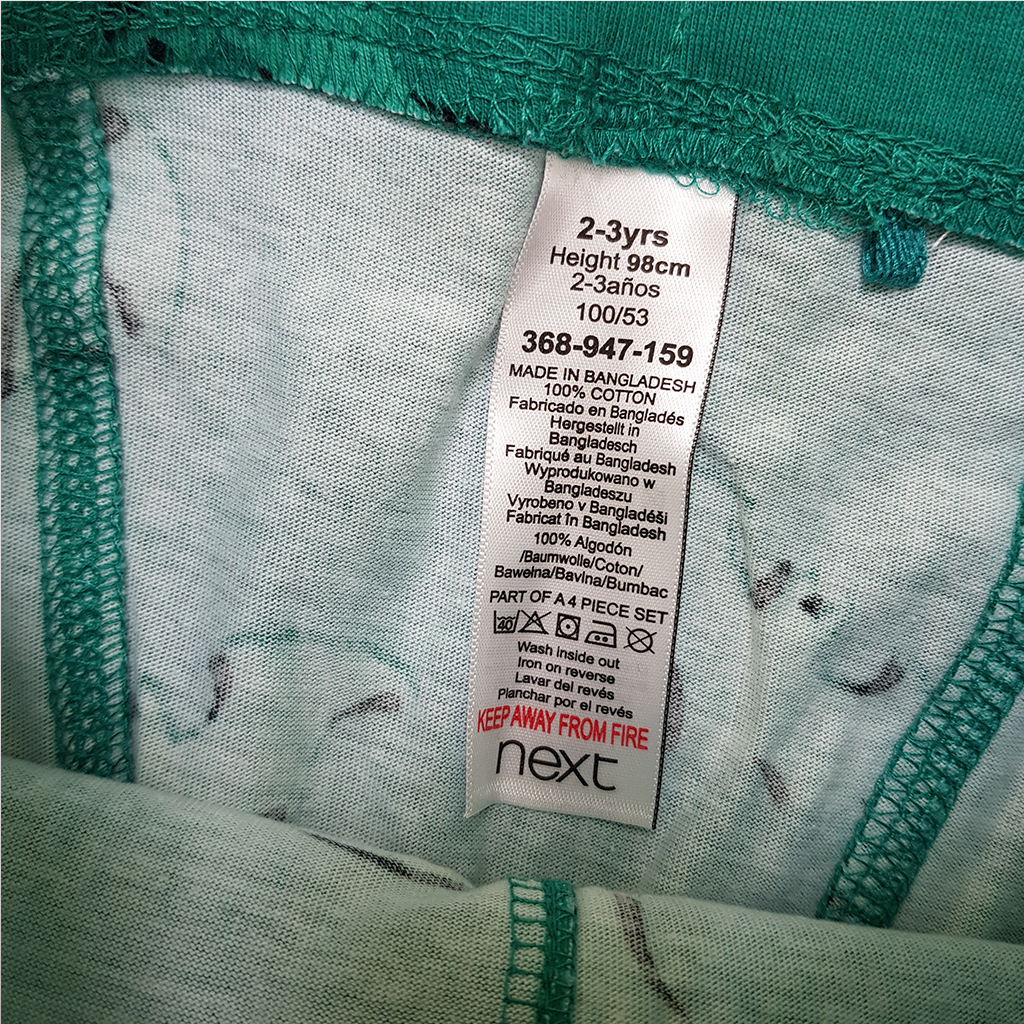 2-3yrs
Height 98cm
2-3años
100/53
368-947-159
MADE IN BANGLADESH
100% COTTON
Fabricado en Bangladés
Hergestellt in
Bangladesch
Fabriqué au Bangladesh
Wyprodukowano w
Bangladeszu
Vyrobeno v Bangladéši
Fabricat în Bangladesh
100% Algodón
/Baumwolle/Coton/
Bawełna/Bavlna/Bumbac
PART OF A 4 PIECE SET
40
Wash inside out
Iron on reverse
Lavar del revés
Planchar por el revés
KEEP AWAY FROM FIRE
next